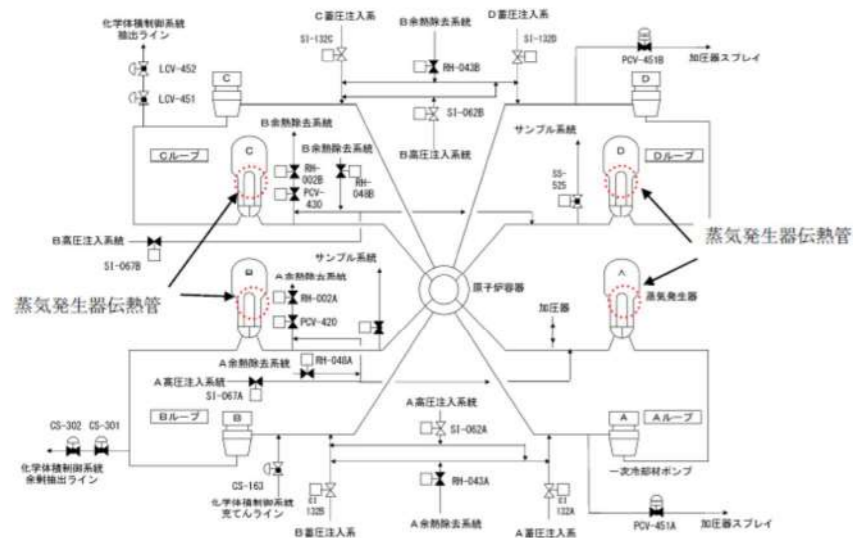 化学体積制御系統
抽出ライン
LCV-452
LCV-451
C
C蓄圧注入系
SI-132C
B余熱除去系統
RH-043B
D蓄圧注入系
SI-132D
SI-062B
B高圧注入系統
PCV-451B
加圧器スプレイ
D
Cループ
C
B余熱除去系統
RH-
002B
PCV-
430
B余熱除去系統
RH-
048B
サンプル系統
SS-
525
D
Dループ
B高圧注入系統
SI-067B
蒸気発生器伝熱管
蒸気発生器伝熱管
サンプル系統
A余熱除去系統
B
RH-002A
PCV-420
原子炉容器
加圧器
A
蒸気発生器
A余熱除去系統
RH-048A
A高圧注入系統
SI-067A
CS-302
CS-301
Bループ
B
A高圧注入系統
SI-062A
A
Aループ
化学体積制御系統
余剰抽出ライン
CS-163
化学体積制御系統
充てんライン
132B
B蓄圧注入系
RH-043A
A余熱除去系統
132A
A蓄圧注入系
一次冷却材ポンプ
PCV-451A
加圧器スプレイ